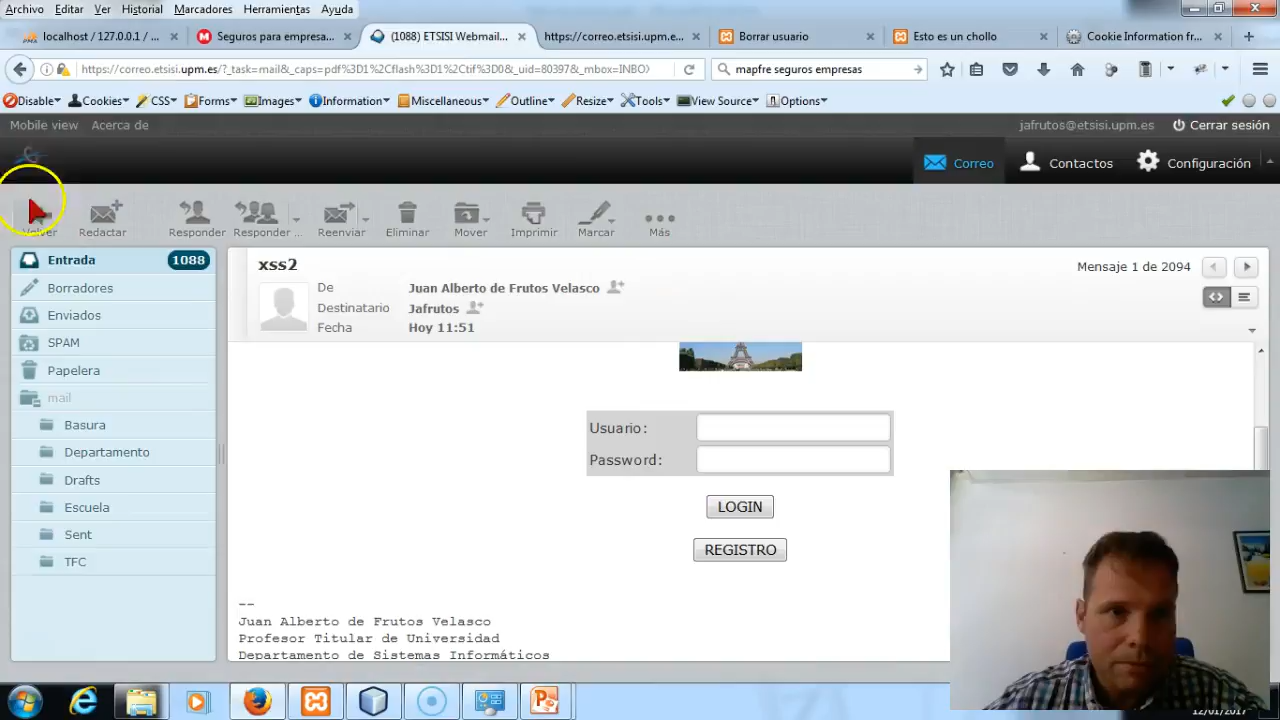 Archivo Editar Ver Historial Marcadores Herramientas Ayuda
localhost / 127.0.0.1 / ... Seguros para empresa... (1088) ETSISI Webmail... https://correo.etsisi.upm.e... Borrar usuario Esto es un chollo Cookie Information fr...
https://correo.etsisi.upm.es/?_task=mail&_caps=pdf%3D1%2Cflash%3D1%2Ctif%3D0&_uid=80397&_mbox=INBO mapfre seguros empresas
Disable Cookies CSS Forms Images Information Miscellaneous Outline Resize Tools View Source Options
Mobile view Acerca de jafrutos@etsisi.upm.es Cerrar sesión
Correo Contactos Configuración
Volver Redactar Responder Responder ... Reenviar Eliminar Mover Imprimir Marcar Más
Entrada 1088
Borradores
Enviados
SPAM
Papelera
mail
Basura
Departamento
Drafts
Escuela
Sent
TFC
xss2 Mensaje 1 de 2094
De Juan Alberto de Frutos Velasco
Destinatario Jafrutos
Fecha Hoy 11:51
Usuario:
Password:
LOGIN
REGISTRO
--
Juan Alberto de Frutos Velasco
Profesor Titular de Universidad
Departamento de Sistemas Informáticos
12/01/2017